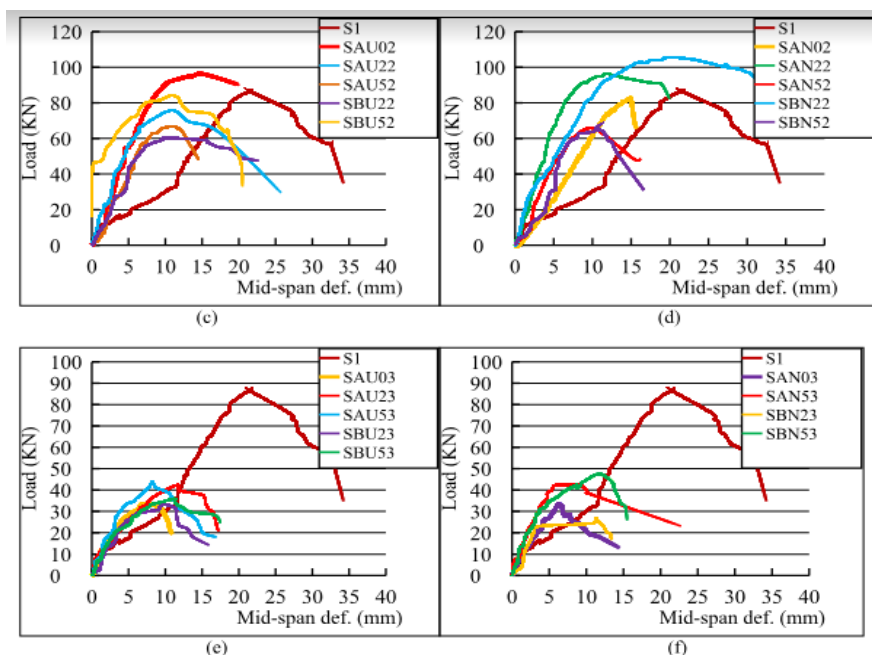 120
100
80
60
40
20
0
Load (KN)
0 5 10 15 20 25 30 35 40
Mid-span def. (mm)
S1
SAU02
SAU22
SAU52
SBU22
SBU52
(c)
120
100
80
60
40
20
0
Load (KN)
0 5 10 15 20 25 30 35 40
Mid-span def. (mm)
S1
SAN02
SAN22
SAN52
SBN22
SBN52
(d)
100
90
80
70
60
50
40
30
20
10
0
Load (KN)
0 5 10 15 20 25 30 35 40
Mid-span def. (mm)
S1
SAU03
SAU23
SAU53
SBU23
SBU53
(e)
100
90
80
70
60
50
40
30
20
10
0
Load (KN)
0 5 10 15 20 25 30 35 40
Mid-span def. (mm)
S1
SAN03
SAN53
SBN23
SBN53
(f)